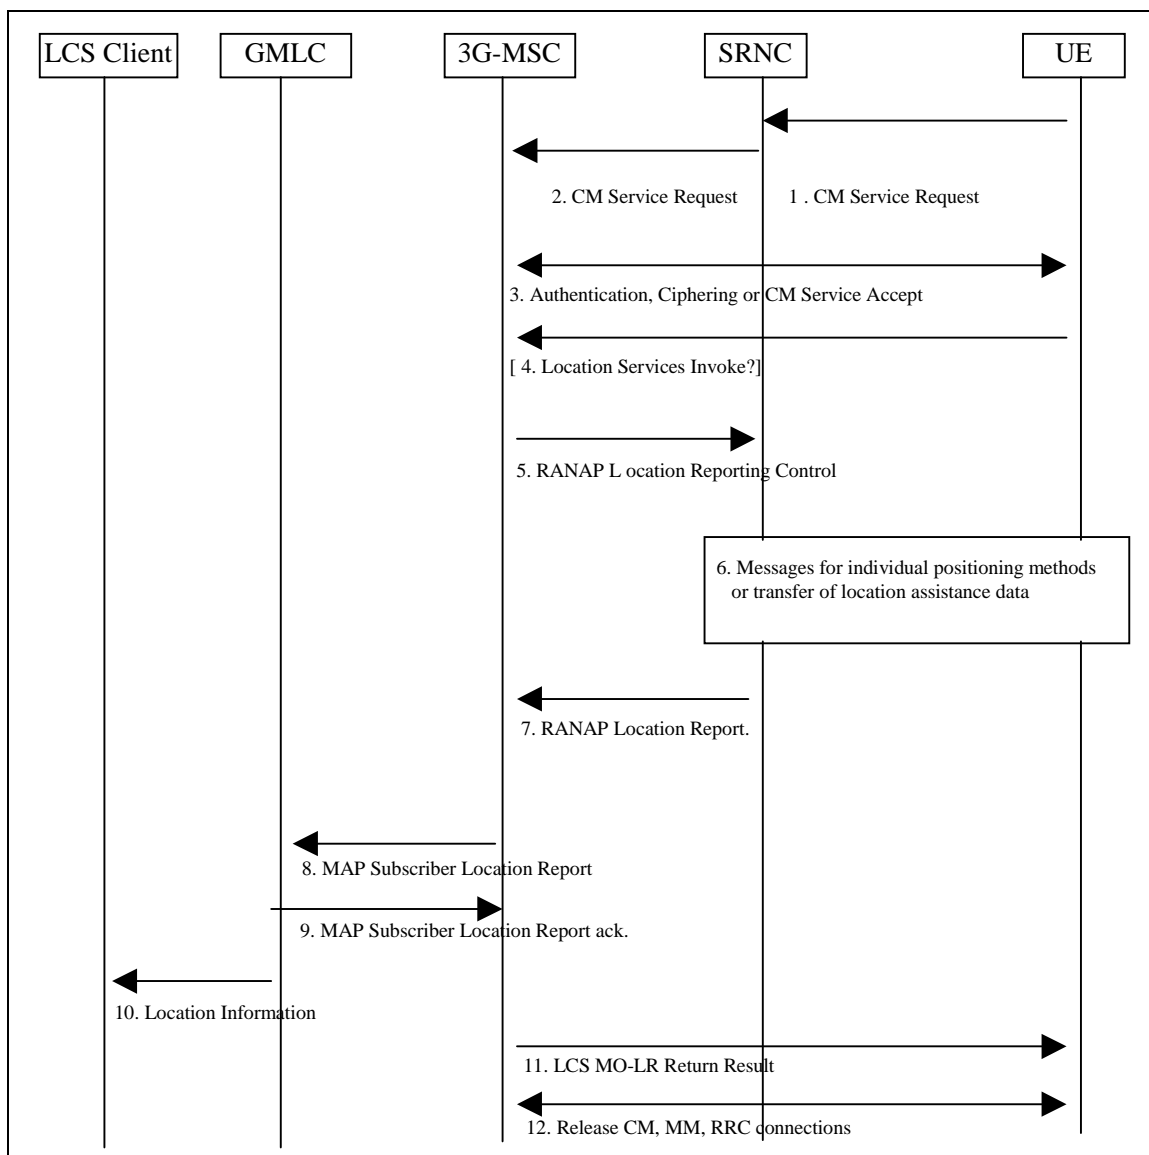 LCS Client GMLC 3G-MSC SRNC UE
2. CM Service Request 1 . CM Service Request
3. Authentication, Ciphering or CM Service Accept
[ 4. Location Services Invoke?]
5. RANAP L ocation Reporting Control
6. Messages for individual positioning methods
or transfer of location assistance data
7. RANAP Location Report.
8. MAP Subscriber Location Report
9. MAP Subscriber Location Report ack.
10. Location Information
11. LCS MO-LR Return Result
12. Release CM, MM, RRC connections